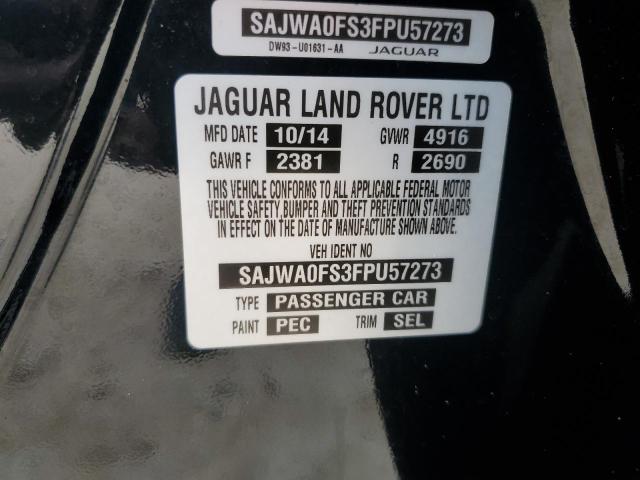 SAJWA0FS3FPU57273
DW93-U01631-AA JAGUAR
JAGUAR LAND ROVER LTD
MFD DATE 10/14 GVWR 4916
GAWR F 2381 R 2690
THIS VEHICLE CONFORMS TO ALL APPLICABLE FEDERAL MOTOR
VEHICLE SAFETY,BUMPER AND THEFT PREVENTION STANDARDS
IN EFFECT ON THE DATE OF MANUFACTURE SHOWN ABOVE.
VEH IDENT NO
SAJWA0FS3FPU57273
TYPE PASSENGER CAR
PAINT PEC TRIM SEL